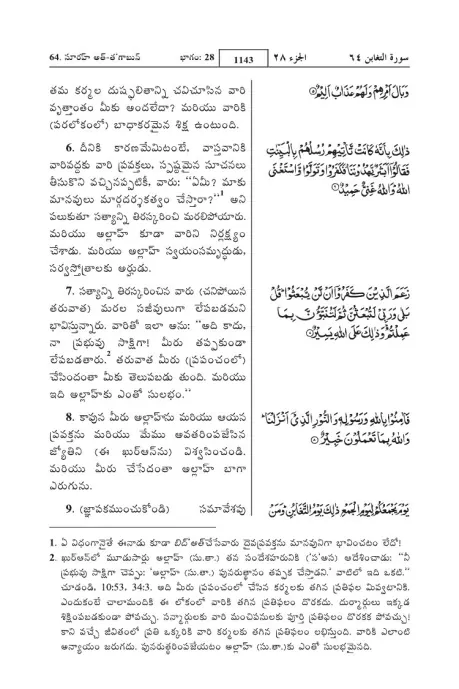 64. సూరహ్ అత్-త'గాబున్
భాగం: 28
1143
الجزء ٢٨
سورة التغابن ٦٤
తమ కర్మల దుష్ఫలితాన్ని చవిచూసిన వారి
వృత్తాంతం మీకు అందలేదా? మరియు వారికి
(పరలోకంలో) బాధాకరమైన శిక్ష ఉంటుంది.
وَبَالَ أَمْرِهِمْ وَلَهُمْ عَذَابٌ أَلِيمٌ ۝
6. దీనికి కారణమేమిటంటే, వాస్తవానికి
వారివద్దకు వారి ప్రవక్తలు, స్పష్టమైన సూచనలు
తీసుకొని వచ్చినప్పటికీ, వారు: ‘‘ఏమీ? మాకు
మానవులు మార్గదర్శకత్వం చేస్తారా?’’1 అని
పలుకుతూ సత్యాన్ని తిరస్కరించి మరలిపోయారు.
మరియు అల్లాహ్ కూడా వారిని నిర్లక్ష్యం
చేశాడు. మరియు అల్లాహ్ స్వయంసమృద్ధుడు,
సర్వస్తోత్రాలకు అర్హుడు.
ذٰلِكَ بِأَنَّهُ كَانَتْ تَأْتِيهِمْ رُسُلُهُمْ بِالْبَيِّنٰتِ
فَقَالُوا أَبَشَرٌ يَهْدُونَنَا فَكَفَرُوا وَتَوَلَّوْا وَاسْتَغْنَى
اللّٰهُ وَاللّٰهُ غَنِيٌّ حَمِيدٌ ۝
7. సత్యాన్ని తిరస్కరించిన వారు (చనిపోయిన
తరువాత) మరల సజీవులుగా లేపబడమని
భావిస్తున్నారు. వారితో ఇలా అను: ‘‘అది కాదు,
నా ప్రభువు సాక్షిగా! మీరు తప్పకుండా
లేపబడతారు.2 తరువాత మీరు (ప్రపంచంలో)
చేసిందంతా మీకు తెలుపబడు తుంది. మరియు
ఇది అల్లాహ్‌కు ఎంతో సులభం.’’
زَعَمَ الَّذِينَ كَفَرُوا أَنْ لَنْ يُبْعَثُوا قُلْ
بَلٰى وَرَبِّي لَتُبْعَثُنَّ ثُمَّ لَتُنَبَّؤُنَّ بِمَا
عَمِلْتُمْ وَذٰلِكَ عَلَى اللّٰهِ يَسِيرٌ ۝
8. కావున మీరు అల్లాహ్‌ను మరియు ఆయన
ప్రవక్తను మరియు మేము అవతరింపజేసిన
జ్యోతిని (ఈ ఖుర్ఆన్‌ను) విశ్వసించండి.
మరియు మీరు చేసేదంతా అల్లాహ్ బాగా
ఎరుగును.
فَاٰمِنُوا بِاللّٰهِ وَرَسُولِهِ وَالنُّورِ الَّذِي أَنْزَلْنَا
وَاللّٰهُ بِمَا تَعْمَلُونَ خَبِيرٌ ۝
9. (జ్ఞాపకముంచుకోండి) సమావేశపు
يَوْمَ يَجْمَعُكُمْ لِيَوْمِ الْجَمْعِ ذٰلِكَ يَوْمُ التَّغَابُنِ وَمَنْ
1. ఏ విధంగానైతే ఈనాడు కూడా బిద్'అత్‌చేసేవారు దైవప్రవక్తను మానవునిగా భావించటం లేదో!
2. ఖుర్ఆన్‌లో మూడుసార్లు అల్లాహ్ (సు.తా.) తన సందేశహరునికి ('స'అస) ఆదేశించాడు: ‘‘నీ
ప్రభువు సాక్షిగా చెప్పు: 'అల్లాహ్ (సు.తా.) పునరుత్థానం తప్పక చేస్తాడని.' వాటిలో ఇది ఒకటి.’’
చూడండి, 10:53, 34:3. అది మీరు ప్రపంచంలో చేసిన కర్మలకు తగిన ప్రతిఫల మివ్వటానికి.
ఎందుకంటే చాలామందికి ఈ లోకంలో వారికి తగిన ప్రతిఫలం దొరకదు. దుర్మార్గులు ఇక్కడ
శిక్షింపబడకుండా పోవచ్చు. సన్మార్గులకు వారి మంచిపనులకు పూర్తి ప్రతిఫలం దొరకక పోవచ్చు!
కాని వచ్చే జీవితంలో ప్రతి ఒక్కరికి వారి కర్మలకు తగిన ప్రతిఫలం లభిస్తుంది. వారికి ఎలాంటి
అన్యాయం జరుగదు. పునరుత్థరింపజేయటం అల్లాహ్ (సు.తా.)కు ఎంతో సులభమైనది.